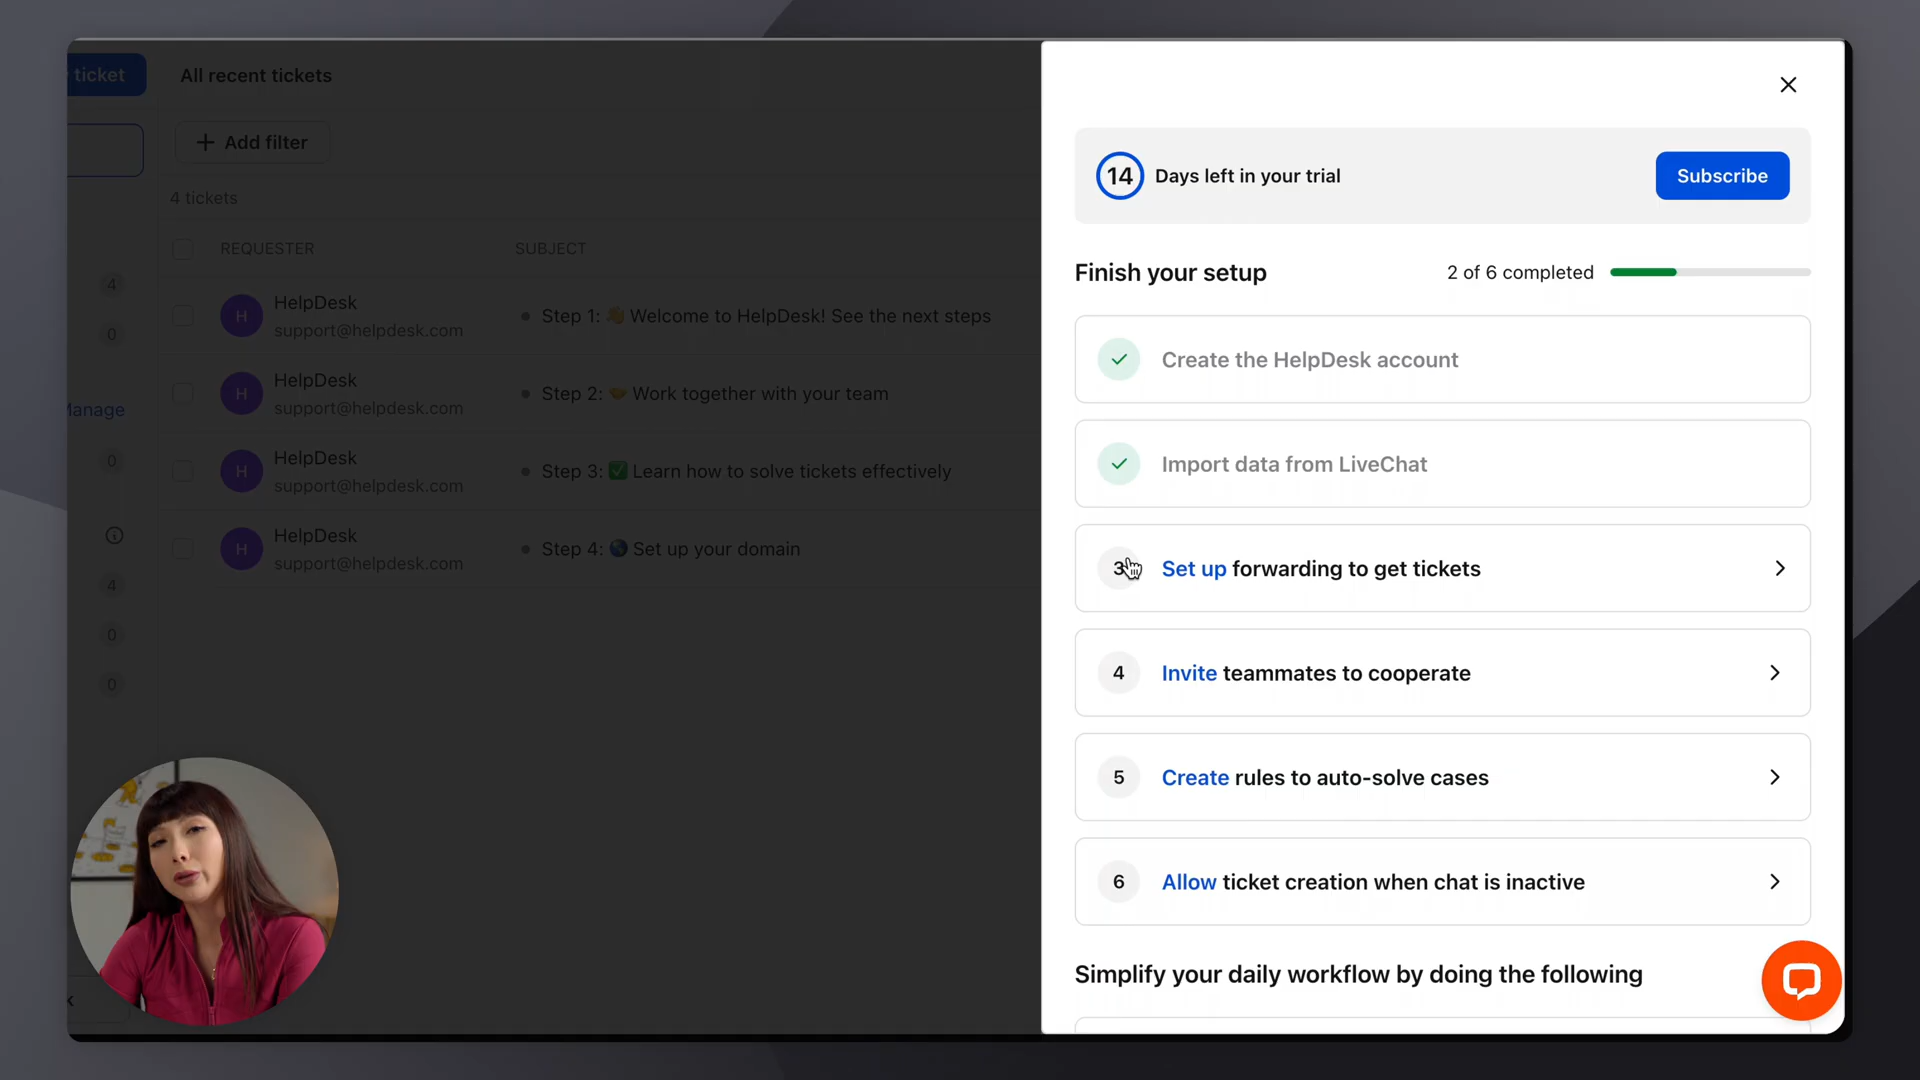 ticket
All recent tickets
Add filter
4 tickets
REQUESTER SUBJECT
4
0
Manage
0
4
0
0
H HelpDesk
support@helpdesk.com
Step 1: 👋 Welcome to HelpDesk! See the next steps
H HelpDesk
support@helpdesk.com
Step 2: 🤝 Work together with your team
H HelpDesk
support@helpdesk.com
Step 3: ✅ Learn how to solve tickets effectively
H HelpDesk
support@helpdesk.com
Step 4: 🌎 Set up your domain
14 Days left in your trial
Subscribe
Finish your setup
2 of 6 completed
Create the HelpDesk account
Import data from LiveChat
3 Set up forwarding to get tickets
4 Invite teammates to cooperate
5 Create rules to auto-solve cases
6 Allow ticket creation when chat is inactive
Simplify your daily workflow by doing the following